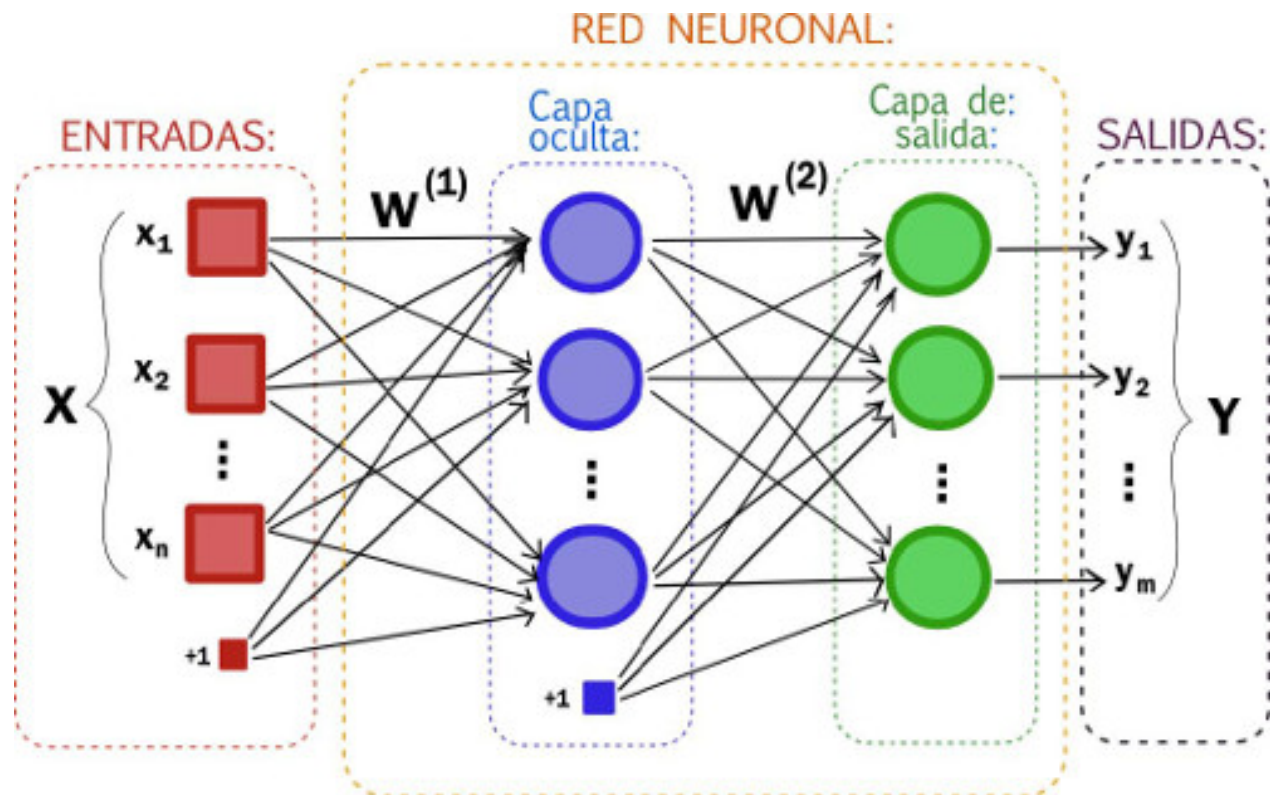 RED NEURONAL:
ENTRADAS:
Capa
oculta:
Capa de:
salida:
SALIDAS:
W(1)
W(2)
x1
x2
xn
X
+1
+1
y1
y2
ym
Y